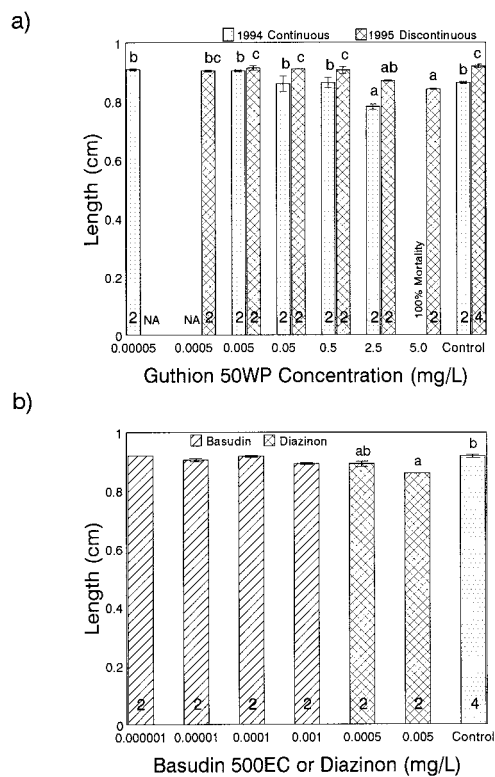 a)
1994 Continuous 1995 Discontinuous
b bc b c b c b c a ab a b c
Length (cm)
1
0.8
0.6
0.4
0.2
0
100% Mortality
2 NA NA 2 2 2 2 2 2 2 2 2 2 2 4
0.00005 0.0005 0.005 0.05 0.5 2.5 5.0 Control
Guthion 50WP Concentration (mg/L)
b)
Basudin Diazinon
ab a b
Length (cm)
1
0.8
0.6
0.4
0.2
0
2 2 2 2 2 2 4
0.000001 0.00001 0.0001 0.001 0.0005 0.005 Control
Basudin 500EC or Diazinon (mg/L)